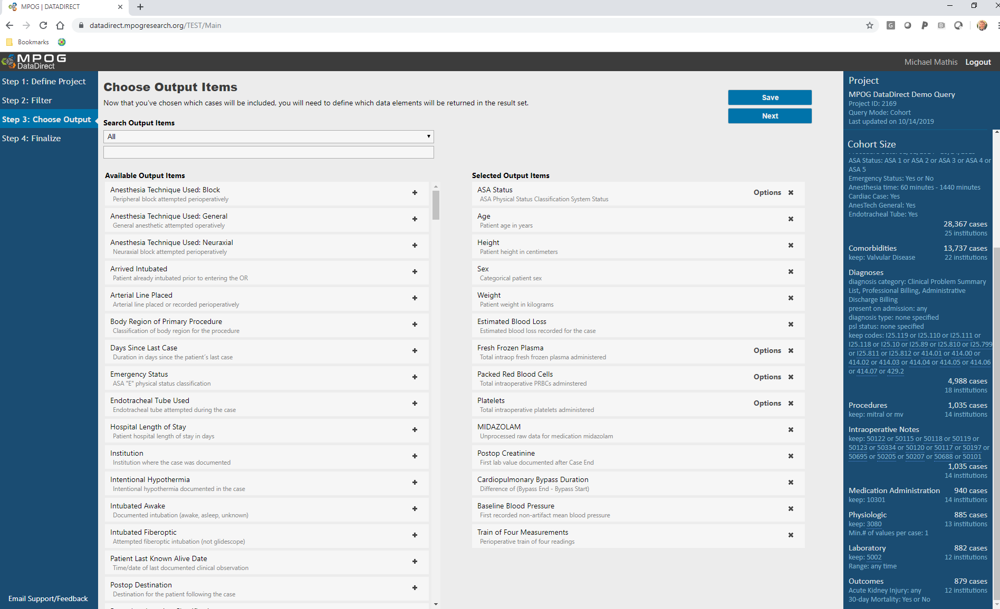 MPOG | DATADIRECT
datadirect.mpogresearch.org/TEST/Main
Bookmarks
MPOG
DataDirect
Michael Mathis Logout
Step 1: Define Project
Step 2: Filter
Step 3: Choose Output
Step 4: Finalize
Email Support/Feedback
Choose Output Items
Now that you've chosen which cases will be included, you will need to define which data elements will be returned in the result set.
Save
Next
Search Output Items
All
Available Output Items
Anesthesia Technique Used: Block
Peripheral block attempted perioperatively
Anesthesia Technique Used: General
General anesthetic attempted operatively
Anesthesia Technique Used: Neuraxial
Neuraxial block attempted perioperatively
Arrived Intubated
Patient already intubated prior to entering the OR
Arterial Line Placed
Arterial line placed or recorded perioperatively
Body Region of Primary Procedure
Classification of body region for the procedure
Days Since Last Case
Duration in days since the patient´s last case
Emergency Status
ASA "E" physical status classification
Endotracheal Tube Used
Endotracheal tube attempted during the case
Hospital Length of Stay
Patient hospital length of stay in days
Institution
Institution where the case was documented
Intentional Hypothermia
Intentional hypothermia documented in the case
Intubated Awake
Documented intubation (awake, asleep, unknown)
Intubated Fiberoptic
Attempted fiberoptic intubation (not glidescope)
Patient Last Known Alive Date
Time/date of last documented clinical observation
Postop Destination
Destination for the patient following the case
Selected Output Items
ASA Status
ASA Physical Status Classification System Status
Options
Age
Patient age in years
Height
Patient height in centimeters
Sex
Categorical patient sex
Weight
Patient weight in kilograms
Estimated Blood Loss
Estimated blood loss recorded for the case
Fresh Frozen Plasma
Total intraop fresh frozen plasma administered
Options
Packed Red Blood Cells
Total intraoperative PRBCs adminstered
Options
Platelets
Total intraoperative platelets administered
Options
MIDAZOLAM
Unprocessed raw data for medication midazolam
Postop Creatinine
First lab value documented after Case End
Cardiopulmonary Bypass Duration
Difference of (Bypass End - Bypass Start)
Baseline Blood Pressure
First recorded non-artifact mean blood pressure
Train of Four Measurements
Perioperative train of four readings
Project
MPOG DataDirect Demo Query
Project ID: 2169
Query Mode: Cohort
Last updated on 10/14/2019
Cohort Size
ASA Status: ASA 1 or ASA 2 or ASA 3 or ASA 4 or
ASA 5
Emergency Status: Yes or No
Anesthesia time: 60 minutes - 1440 minutes
Cardiac Case: Yes
AnesTech General: Yes
Endotracheal Tube: Yes
28,367 cases
25 institutions
Comorbidities 13,737 cases
keep: Valvular Disease 22 institutions
Diagnoses
diagnosis category: Clinical Problem Summary
List, Professional Billing, Administrative
Discharge Billing
present on admission: any
diagnosis type: none specified
psl status: none specified
keep codes: I25.119 or I25.110 or I25.111 or
I25.118 or I25.10 or I25.89 or I25.810 or I25.799
or I25.811 or I25.812 or 414.01 or 414.00 or
414.02 or 414.03 or 414.04 or 414.05 or 414.06
or 414.07 or 429.2
4,988 cases
18 institutions
Procedures 1,035 cases
keep: mitral or mv 14 institutions
Intraoperative Notes
keep: 50122 or 50115 or 50118 or 50119 or
50123 or 50334 or 50120 or 50117 or 50197 or
50695 or 50205 or 50207 or 50688 or 50101
1,035 cases
14 institutions
Medication Administration 940 cases
keep: 10301 14 institutions
Physiologic 885 cases
keep: 3080 13 institutions
Min.# of values per case: 1
Laboratory 882 cases
keep: 5002 12 institutions
Range: any time
Outcomes 879 cases
Acute Kidney Injury: any 12 institutions
30-day Mortality: Yes or No